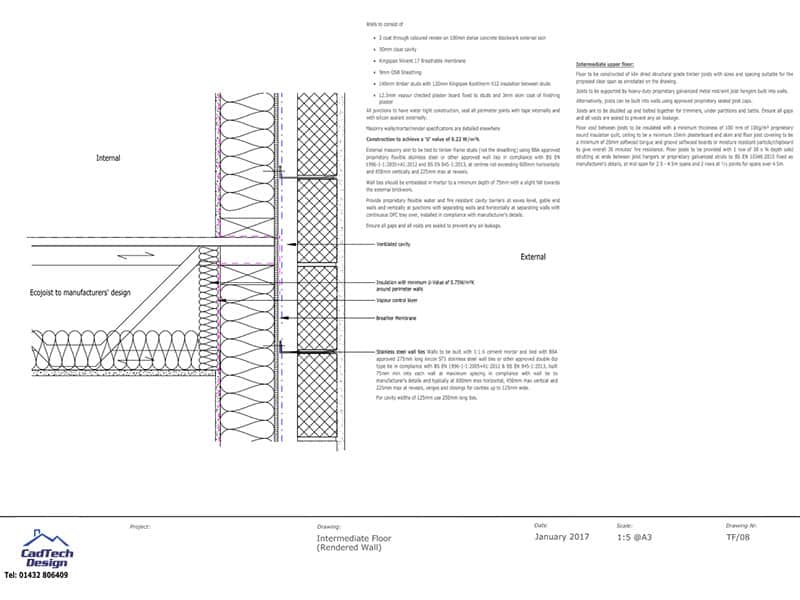 Walls to consist of
2 coat through coloured render on 100mm dense concrete blockwork external skin
50mm clear cavity
Kingspan Nilvent 17 Breathable membrane
9mm OSB Sheathing
140mm timber studs with 120mm Kingspan Kooltherm K12 insulation between studs
12.5mm vapour checked plaster board fixed to studs and 3mm skim coat of finishing
plaster
All junctions to have water tight construction, seal all perimeter joints with tape internally and
with silicon sealant externally.
Masonry walls/mortar/render specifications are detailed elsewhere
Construction to achieve a 'U' value of 0.22 W/m²K
External masonry skin to be tied to timber frame studs (not the sheathing) using BBA approved
proprietary flexible stainless steel or other approved wall ties in compliance with BS EN
1996-1-1:2005+A1:2012 and BS EN 845-1:2013, at centres not exceeding 600mm horizontally
and 450mm vertically and 225mm max at reveals.
Wall ties should be embedded in mortar to a minimum depth of 75mm with a slight fall towards
the external brickwork.
Provide proprietary flexible water and fire resistant cavity barriers at eaves level, gable end
walls and vertically at junctions with separating walls and horizontally at separating walls with
continuous DPC tray over, installed in compliance with manufacturer's details.
Ensure all gaps and all voids are sealed to prevent any air leakage.
Intermediate upper floor:
Floor to be constructed of kiln dried structural grade timber joists with sizes and spacing suitable for the
proposed clear span as annotated on the drawing.
Joists to be supported by heavy-duty proprietary galvanised metal restraint joist hangers built into walls.
Alternatively, joists can be built into walls using approved proprietary sealed joist caps.
Joists are to be doubled up and bolted together for trimmers, under partitions and baths. Ensure all gaps
and all voids are sealed to prevent any air leakage.
Floor void between joists to be insulated with a minimum thickness of 100 mm of 10kg/m³ proprietary
sound insulation quilt, ceiling to be a minimum 15mm plasterboard and skim and floor joist covering to be
a minimum of 20mm softwood tongue and groove softwood boards or moisture resistant particle/chipboard
to give overall 30 minutes' fire resistance. Floor joists to be provided with 1 row of 38 x ¾ depth solid
strutting at ends between joist hangers or proprietary galvanised struts to BS EN 10346:2015 fixed as
manufacturer's details, at mid span for 2.5 - 4.5m spans and 2 rows at ⅓ points for spans over 4.5m.
Internal
External
Ventilated cavity
Ecojoist to manufacturers' design
Insulation with minimum U-Value of 0.75W/m²K
around perimeter walls
Vapour control layer
Breather Membrane
Stainless steel wall ties Walls to be built with 1:1:6 cement mortar and tied with BBA
approved 275mm long Ancon ST1 stainless steel wall ties or other approved double drip
type tie in compliance with BS EN 1996-1-1:2005+A1:2012 & BS EN 845-1:2013, built
75mm min into each wall at maximum spacing in compliance with wall tie to
manufacturer's details and typically at 600mm max horizontal, 450mm max vertical and
225mm max at reveals, verges and closings for cavities up to 125mm wide.
For cavity widths of 125mm use 250mm long ties.
Project:
Drawing:
Intermediate Floor
(Rendered Wall)
Date
January 2017
Scale:
1:5 @A3
Drawing Nr.
TF/08
CadTech
Design
Tel: 01432 806409